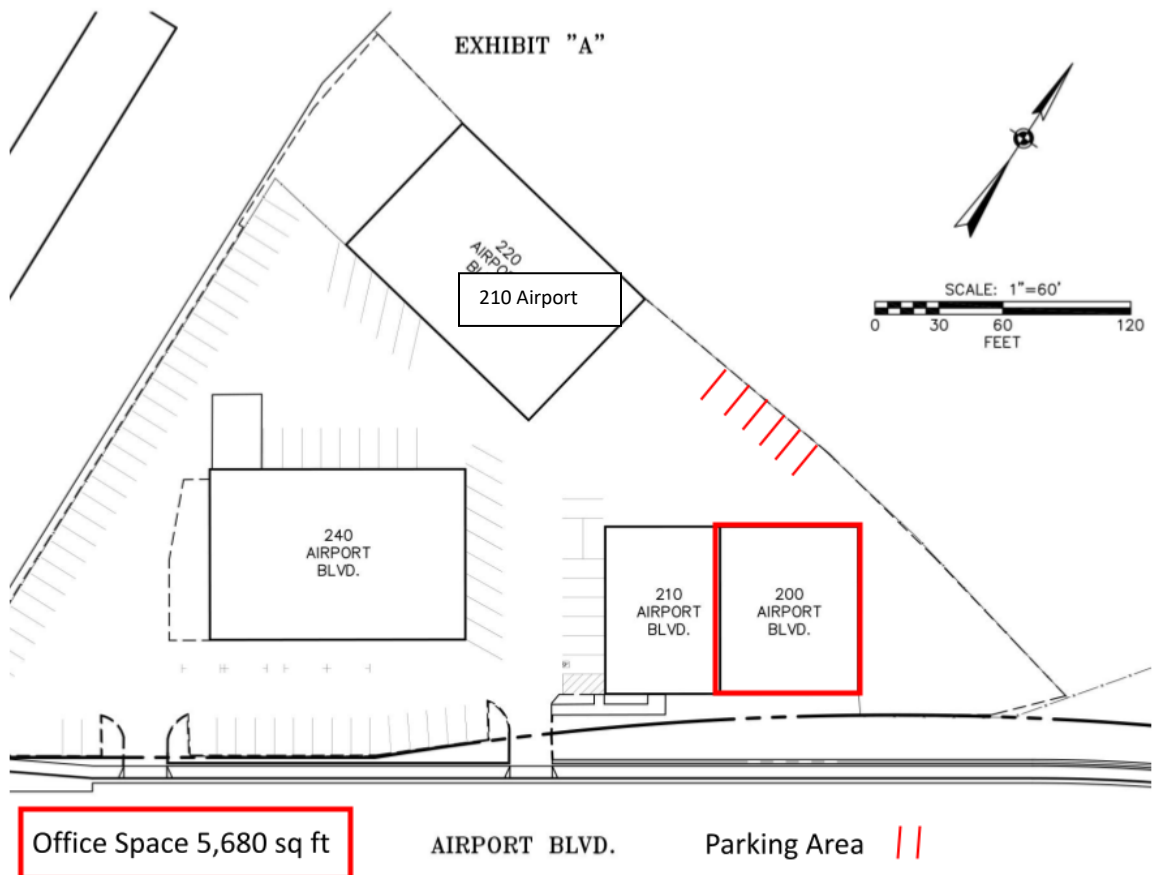 EXHIBIT "A"
220
AIRPORT
210 Airport
SCALE: 1"=60'
0 30 60 120
FEET
240
AIRPORT
BLVD.
210
AIRPORT
BLVD.
200
AIRPORT
BLVD.
Office Space 5,680 sq ft
AIRPORT BLVD.
Parking Area